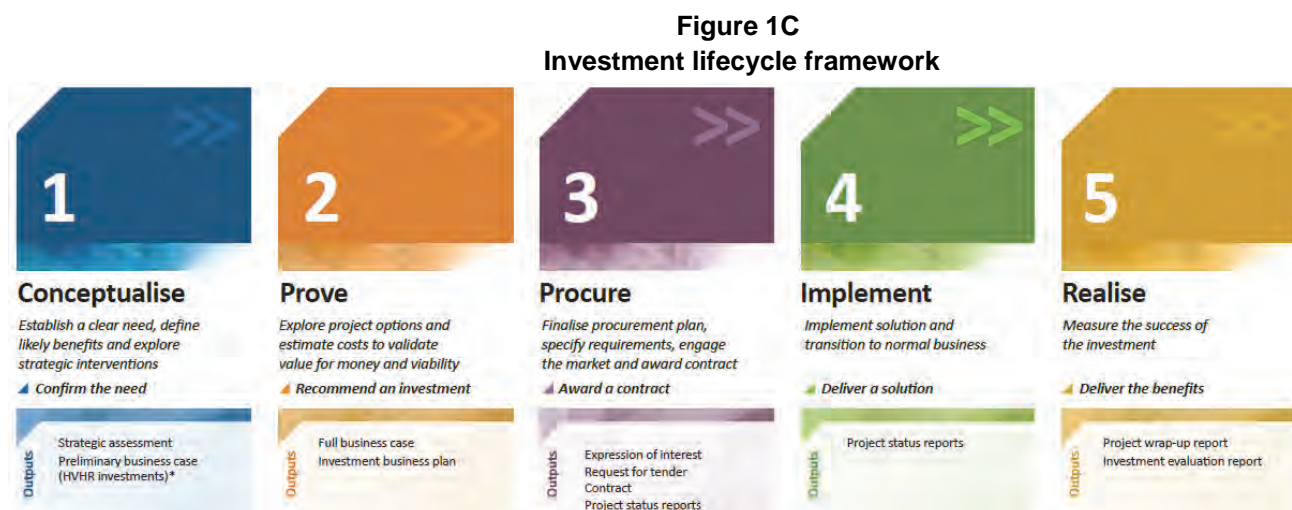 Figure 1C
Investment lifecycle framework
1
Conceptualise
Establish a clear need, define
likely benefits and explore
strategic interventions
Confirm the need
Outputs
Strategic assessment
Preliminary business case
(HVHR investments)*
2
Prove
Explore project options and
estimate costs to validate
value for money and viability
Recommend an investment
Outputs
Full business case
Investment business plan
3
Procure
Finalise procurement plan,
specify requirements, engage
the market and award contract
Award a contract
Outputs
Expression of interest
Request for tender
Contract
Project status reports
4
Implement
Implement solution and
transition to normal business
Deliver a solution
Outputs
Project status reports
5
Realise
Measure the success of
the investment
Deliver the benefits
Outputs
Project wrap-up report
Investment evaluation report